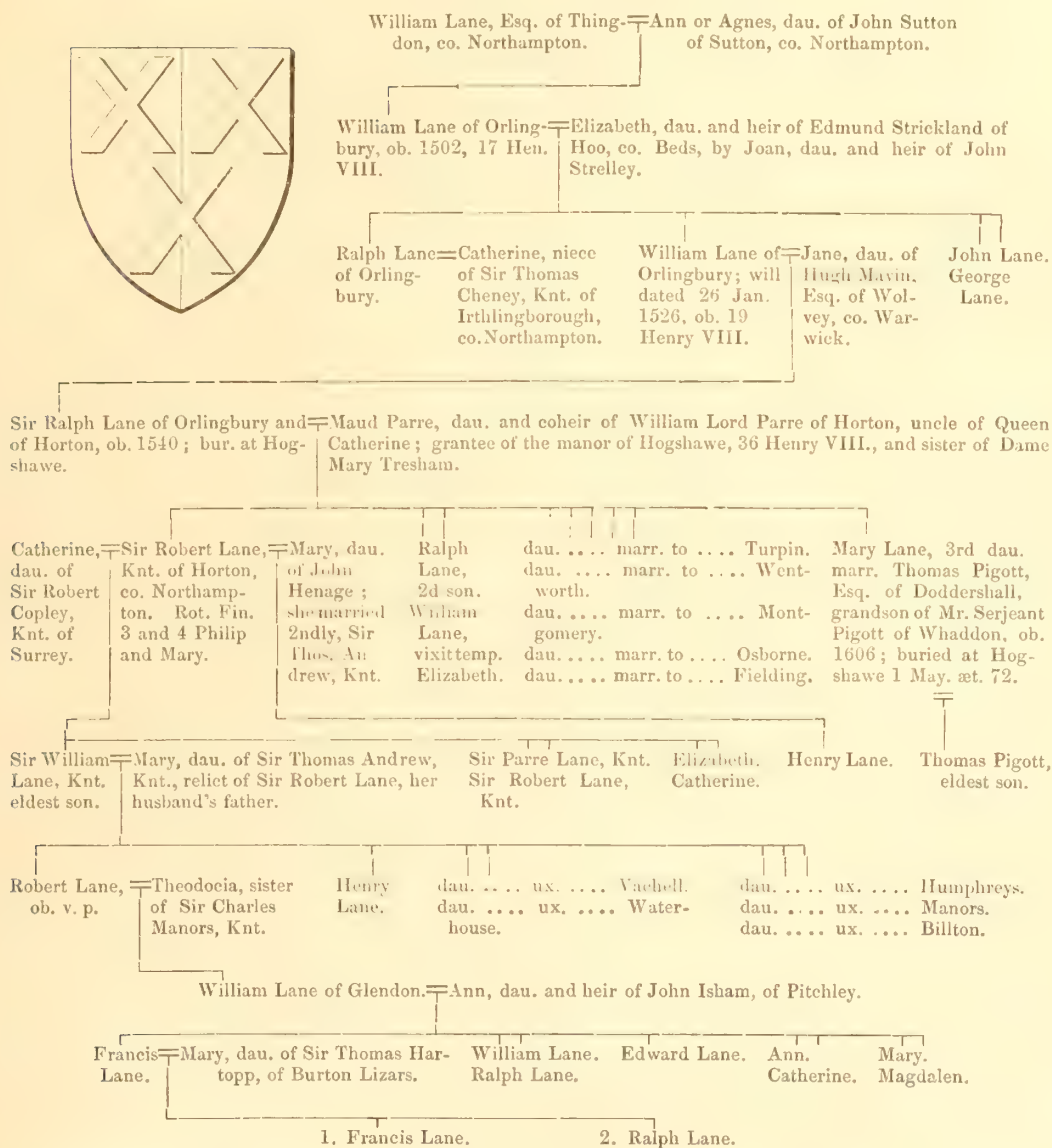 William Lane, Esq. of Thing-
don, co. Northampton.
Ann or Agnes, dau. of John Sutton
of Sutton, co. Northampton.
William Lane of Orling-
bury, ob. 1502, 17 Hen.
VIII.
Elizabeth, dau. and heir of Edmund Strickland of
Hoo, co. Beds, by Joan, dau. and heir of John
Strelley.
Ralph Lane
of Orling-
bury.
Catherine, niece
of Sir Thomas
Cheney, Knt. of
Irthlingborough,
co. Northampton.
William Lane of
Orlingbury; will
dated 26 Jan.
1526, ob. 19
Henry VIII.
Jane, dau. of
Hugh Mavin,
Esq. of Wol-
vey, co. War-
wick.
John Lane.
George
Lane.
Sir Ralph Lane of Orlingbury and
of Horton, ob. 1540; bur. at Hog-
shawe.
Maud Parre, dau. and coheir of William Lord Parre of Horton, uncle of Queen
Catherine; grantee of the manor of Hogshawe, 36 Henry VIII., and sister of Dame
Mary Tresham.
Catherine,
dau. of
Sir Robert
Copley,
Knt. of
Surrey.
Sir Robert Lane,
Knt. of Horton,
co. Northamp-
ton. Rot. Fin.
3 and 4 Philip
and Mary.
Mary, dau.
of John
Henage;
she married
2ndly, Sir
Thos. An
drew, Knt.
Ralph
Lane,
2d son.
William
Lane,
vixit temp.
Elizabeth.
dau. .... marr. to .... Turpin.
dau. .... marr. to .... Went-
worth.
dau. .... marr. to .... Mont-
gomery.
dau. .... marr. to .... Osborne.
dau. .... marr. to .... Fielding.
Mary Lane, 3rd dau.
marr. Thomas Pigott,
Esq. of Doddershall,
grandson of Mr. Serjeant
Pigott of Whaddon, ob.
1606; buried at Hog-
shawe 1 May. æt. 72.
Sir William
Lane, Knt.
eldest son.
Mary, dau. of Sir Thomas Andrew,
Knt., relict of Sir Robert Lane, her
husband's father.
Sir Parre Lane, Knt.
Sir Robert Lane,
Knt.
Elizabeth.
Catherine.
Henry Lane.
Thomas Pigott,
eldest son.
Robert Lane,
ob. v. p.
Theodocia, sister
of Sir Charles
Manors, Knt.
Henry
Lane.
dau. .... ux. .... Vachell.
dau. .... ux. .... Water-
house.
dau. .... ux. .... Humphreys.
dau. .... ux. .... Manors.
dau. .... ux. .... Billton.
William Lane of Glendon.
Ann, dau. and heir of John Isham, of Pitchley.
Francis
Lane.
Mary, dau. of Sir Thomas Har-
topp, of Burton Lizars.
William Lane.
Ralph Lane.
Edward Lane.
Ann.
Catherine.
Mary.
Magdalen.
1. Francis Lane.
2. Ralph Lane.